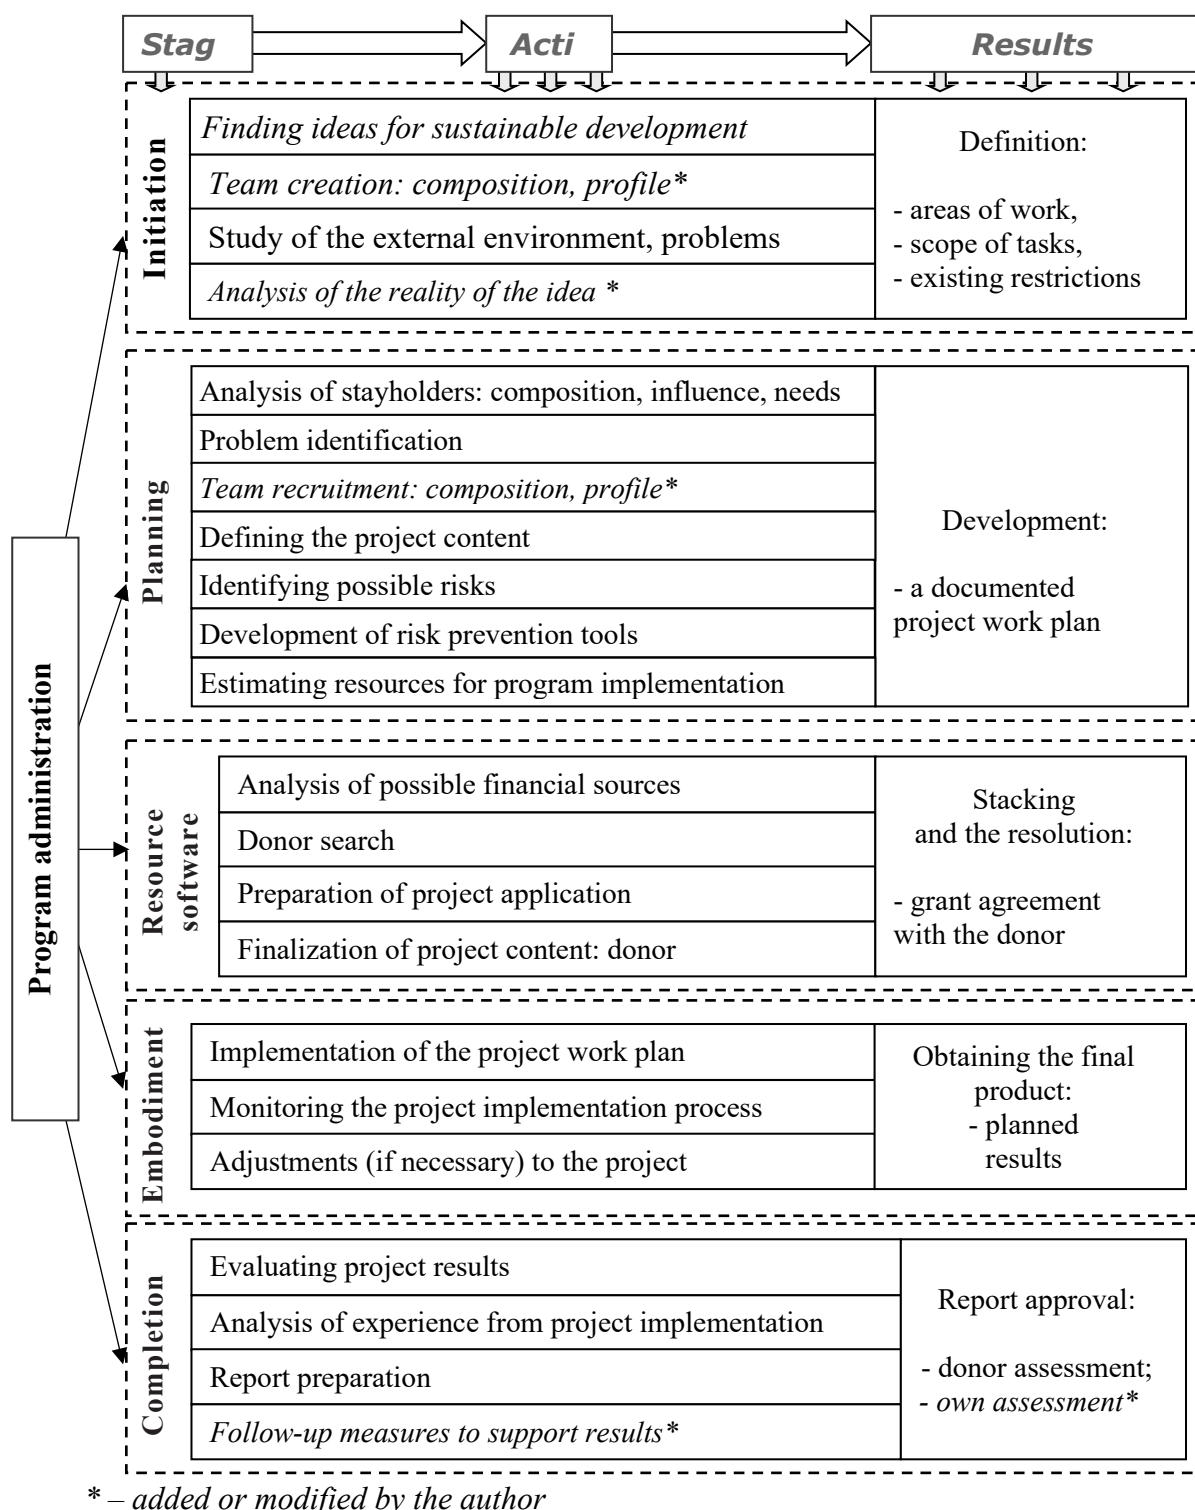 Stag
Acti
Results
Program administration
Initiation
Finding ideas for sustainable development
Team creation: composition, profile*
Study of the external environment, problems
Analysis of the reality of the idea *
Definition:
- areas of work,
- scope of tasks,
- existing restrictions
Planning
Analysis of stayholders: composition, influence, needs
Problem identification
Team recruitment: composition, profile*
Defining the project content
Identifying possible risks
Development of risk prevention tools
Estimating resources for program implementation
Development:
- a documented
project work plan
Resource
software
Analysis of possible financial sources
Donor search
Preparation of project application
Finalization of project content: donor
Stacking
and the resolution:
- grant agreement
with the donor
Embodiment
Implementation of the project work plan
Monitoring the project implementation process
Adjustments (if necessary) to the project
Obtaining the final
product:
- planned
results
Completion
Evaluating project results
Analysis of experience from project implementation
Report preparation
Follow-up measures to support results*
Report approval:
- donor assessment;
- own assessment*
* – added or modified by the author